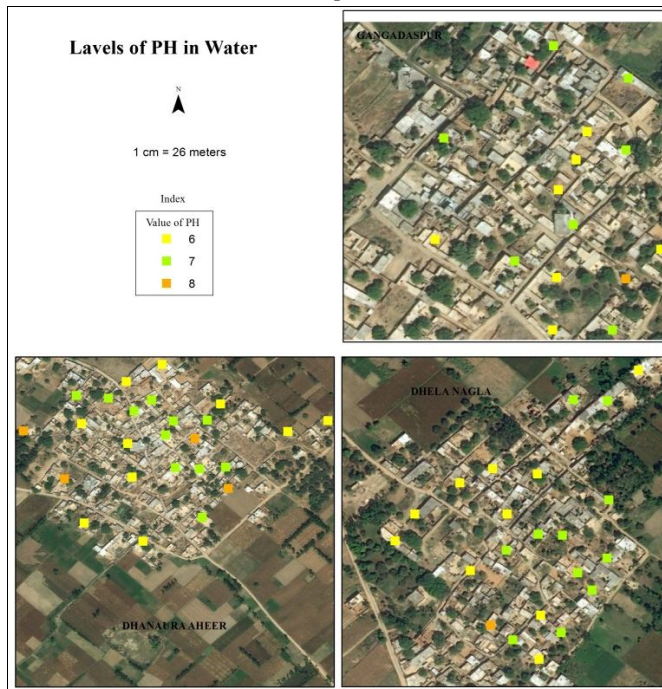 Lavels of PH in Water
N
1 cm = 26 meters
Index
Value of PH
6
7
8
GANGADASPUR
DHANAURA AHEER
DHELA NAGLA